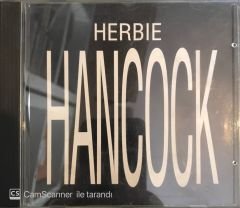 HERBIE
HANCOCK
CS CamScanner ile tarandı